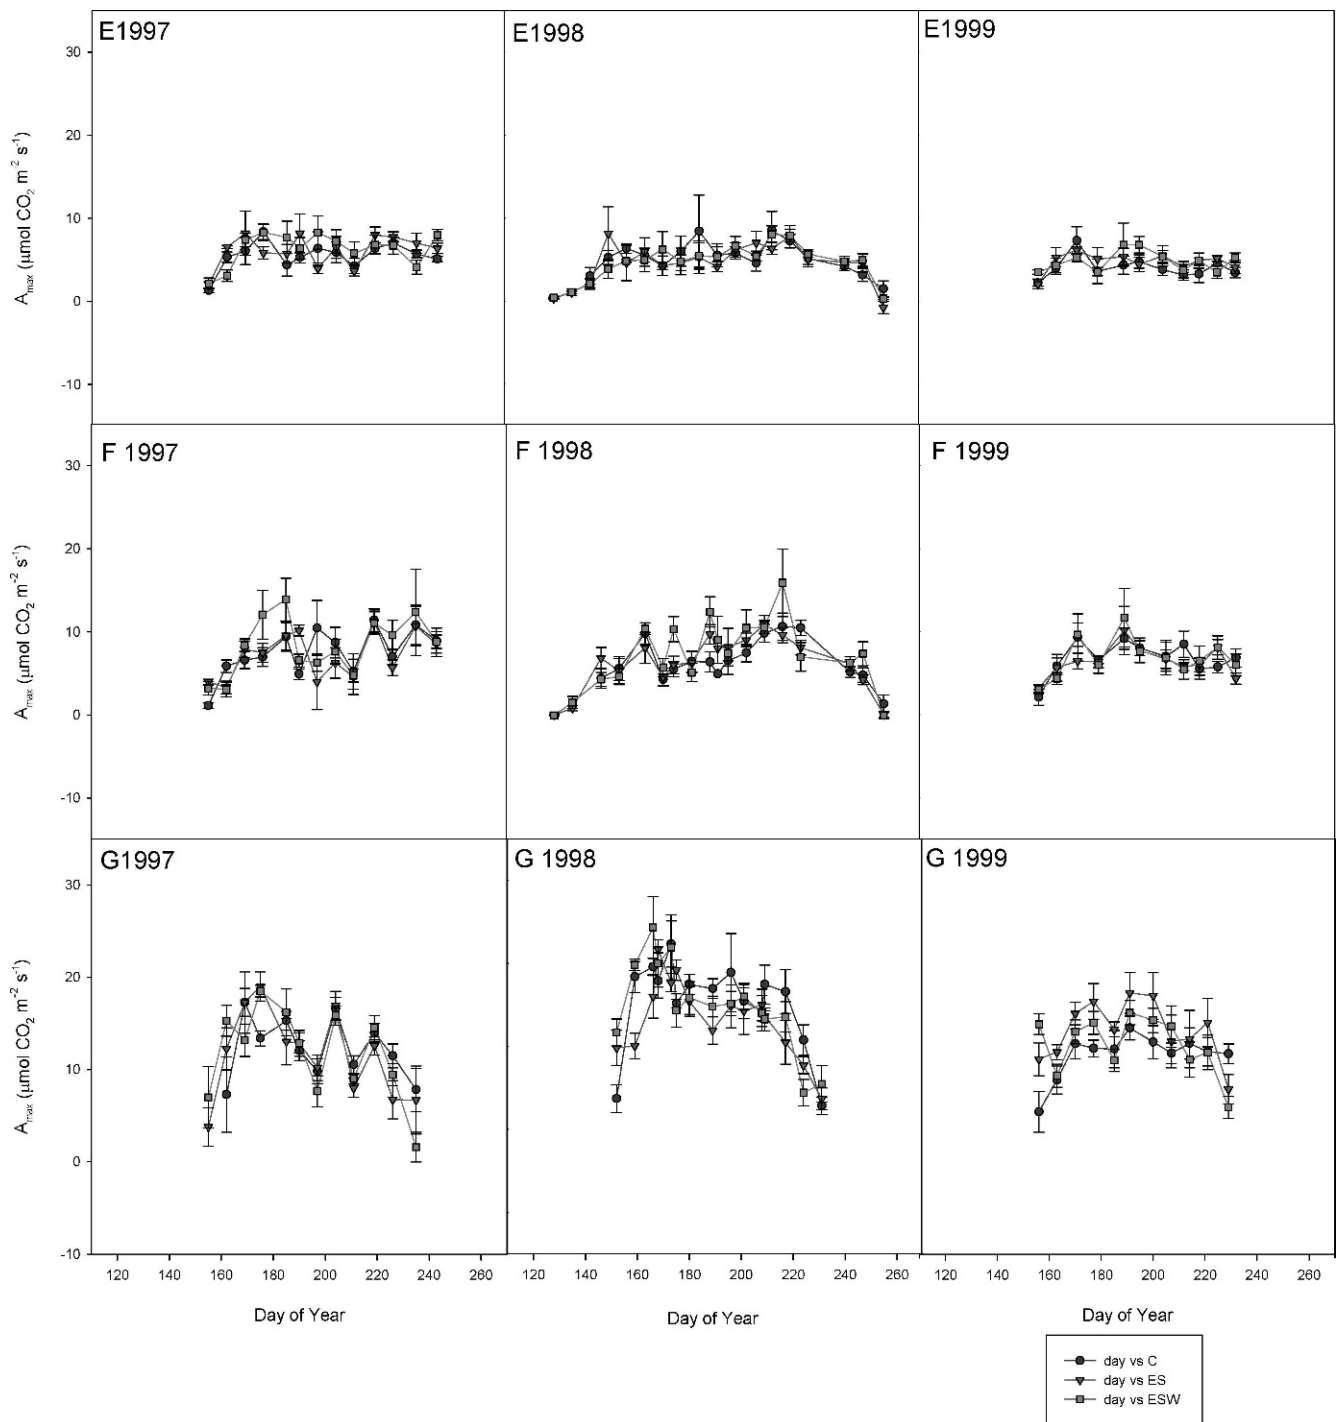 E1997
E1998
E1999
30
20
10
0
-10
A_max (μmol CO₂ m⁻² s⁻¹)
F 1997
F 1998
F 1999
30
20
10
0
-10
A_max (μmol CO₂ m⁻² s⁻¹)
G1997
G 1998
G 1999
30
20
10
0
-10
A_max (μmol CO₂ m⁻² s⁻¹)
120 140 160 180 200 220 240 260
120 140 160 180 200 220 240 260
120 140 160 180 200 220 240 260
Day of Year
Day of Year
Day of Year
day vs C
day vs ES
day vs ESW